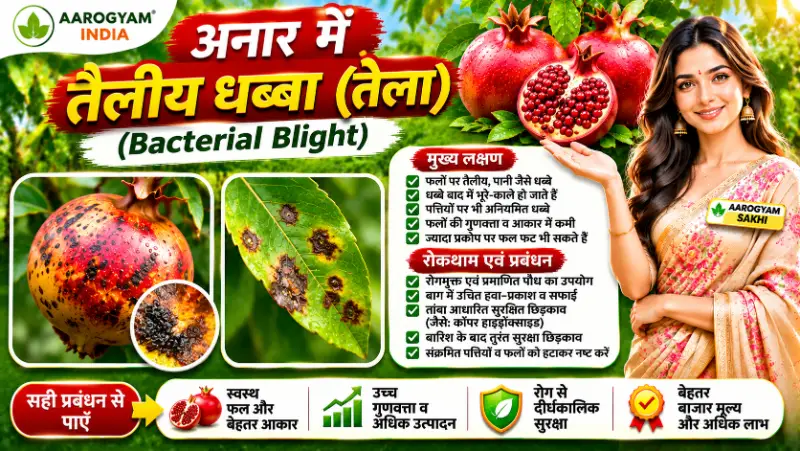 AAROGYAM®
INDIA
अनार में
तैलीय धब्बा (तेला)
(Bacterial Blight)
मुख्य लक्षण
फलों पर तैलीय, पानी जैसे धब्बे
धब्बे बाद में भूरे-काले हो जाते हैं
पत्तियों पर भी अनियमित धब्बे
फलों की गुणवत्ता व आकार में कमी
ज्यादा प्रकोप पर फल फट भी सकते हैं
रोकथाम एवं प्रबंधन
रोगमुक्त एवं प्रमाणित पौध का उपयोग
बाग में उचित हवा-प्रकाश व सफाई
तांबा आधारित सुरक्षित छिड़काव
(जैसे: कॉपर हाइड्रॉक्साइड)
बारिश के बाद तुरंत सुरक्षा छिड़काव
संक्रमित पत्तियों व फलों को हटाकर नष्ट करें
AAROGYAM
SAKHI
सही प्रबंधन से
पाएँ
स्वस्थ
फल और
बेहतर आकार
उच्च
गुणवत्ता व
अधिक उत्पादन
रोग से
दीर्घकालिक
सुरक्षा
बेहतर
बाजार मूल्य
और अधिक लाभ